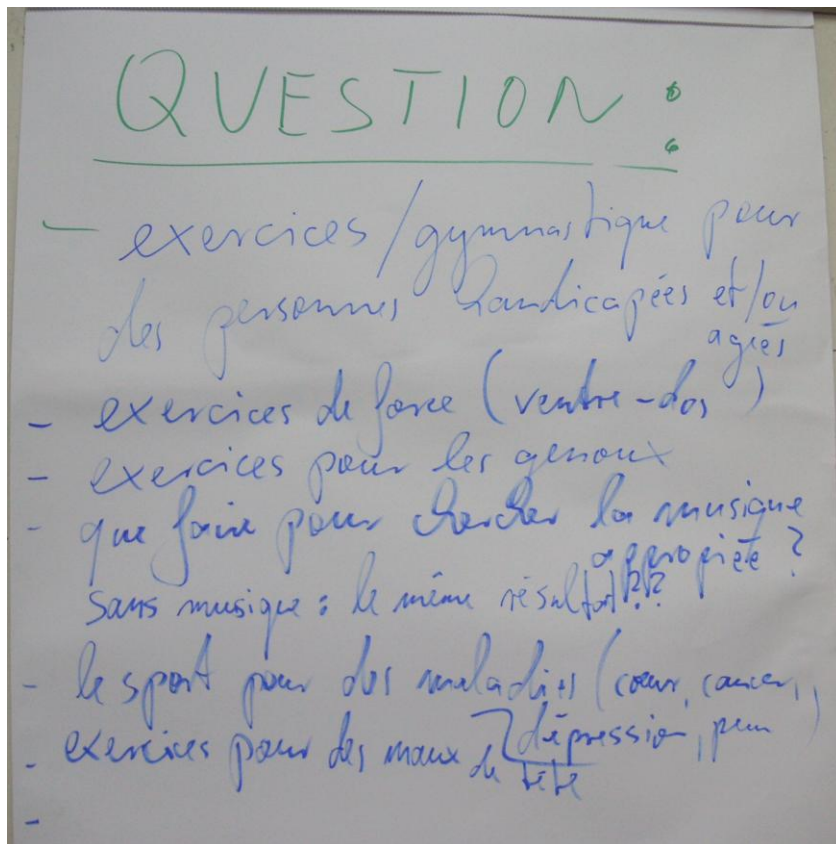 QUESTION :
- exercices/gymnastique pour
des personnes handicapées et/ou
agées
- exercices de force (ventre-dos)
- exercices pour les genoux
- que faire pour chercher la musique
appropiète ?
sans musique : le même résultat ??
- le sport pour des maladies (cœur, cancer,
dépression, peur)
- exercices pour des maux de tête
-